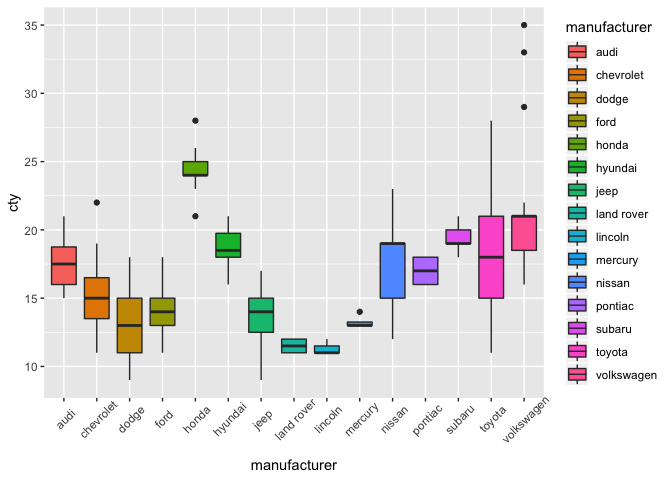 cty
35
30
25
20
15
10
audi
chevrolet
dodge
ford
honda
hyundai
jeep
land rover
lincoln
mercury
nissan
pontiac
subaru
toyota
volkswagen
manufacturer
manufacturer
audi
chevrolet
dodge
ford
honda
hyundai
jeep
land rover
lincoln
mercury
nissan
pontiac
subaru
toyota
volkswagen